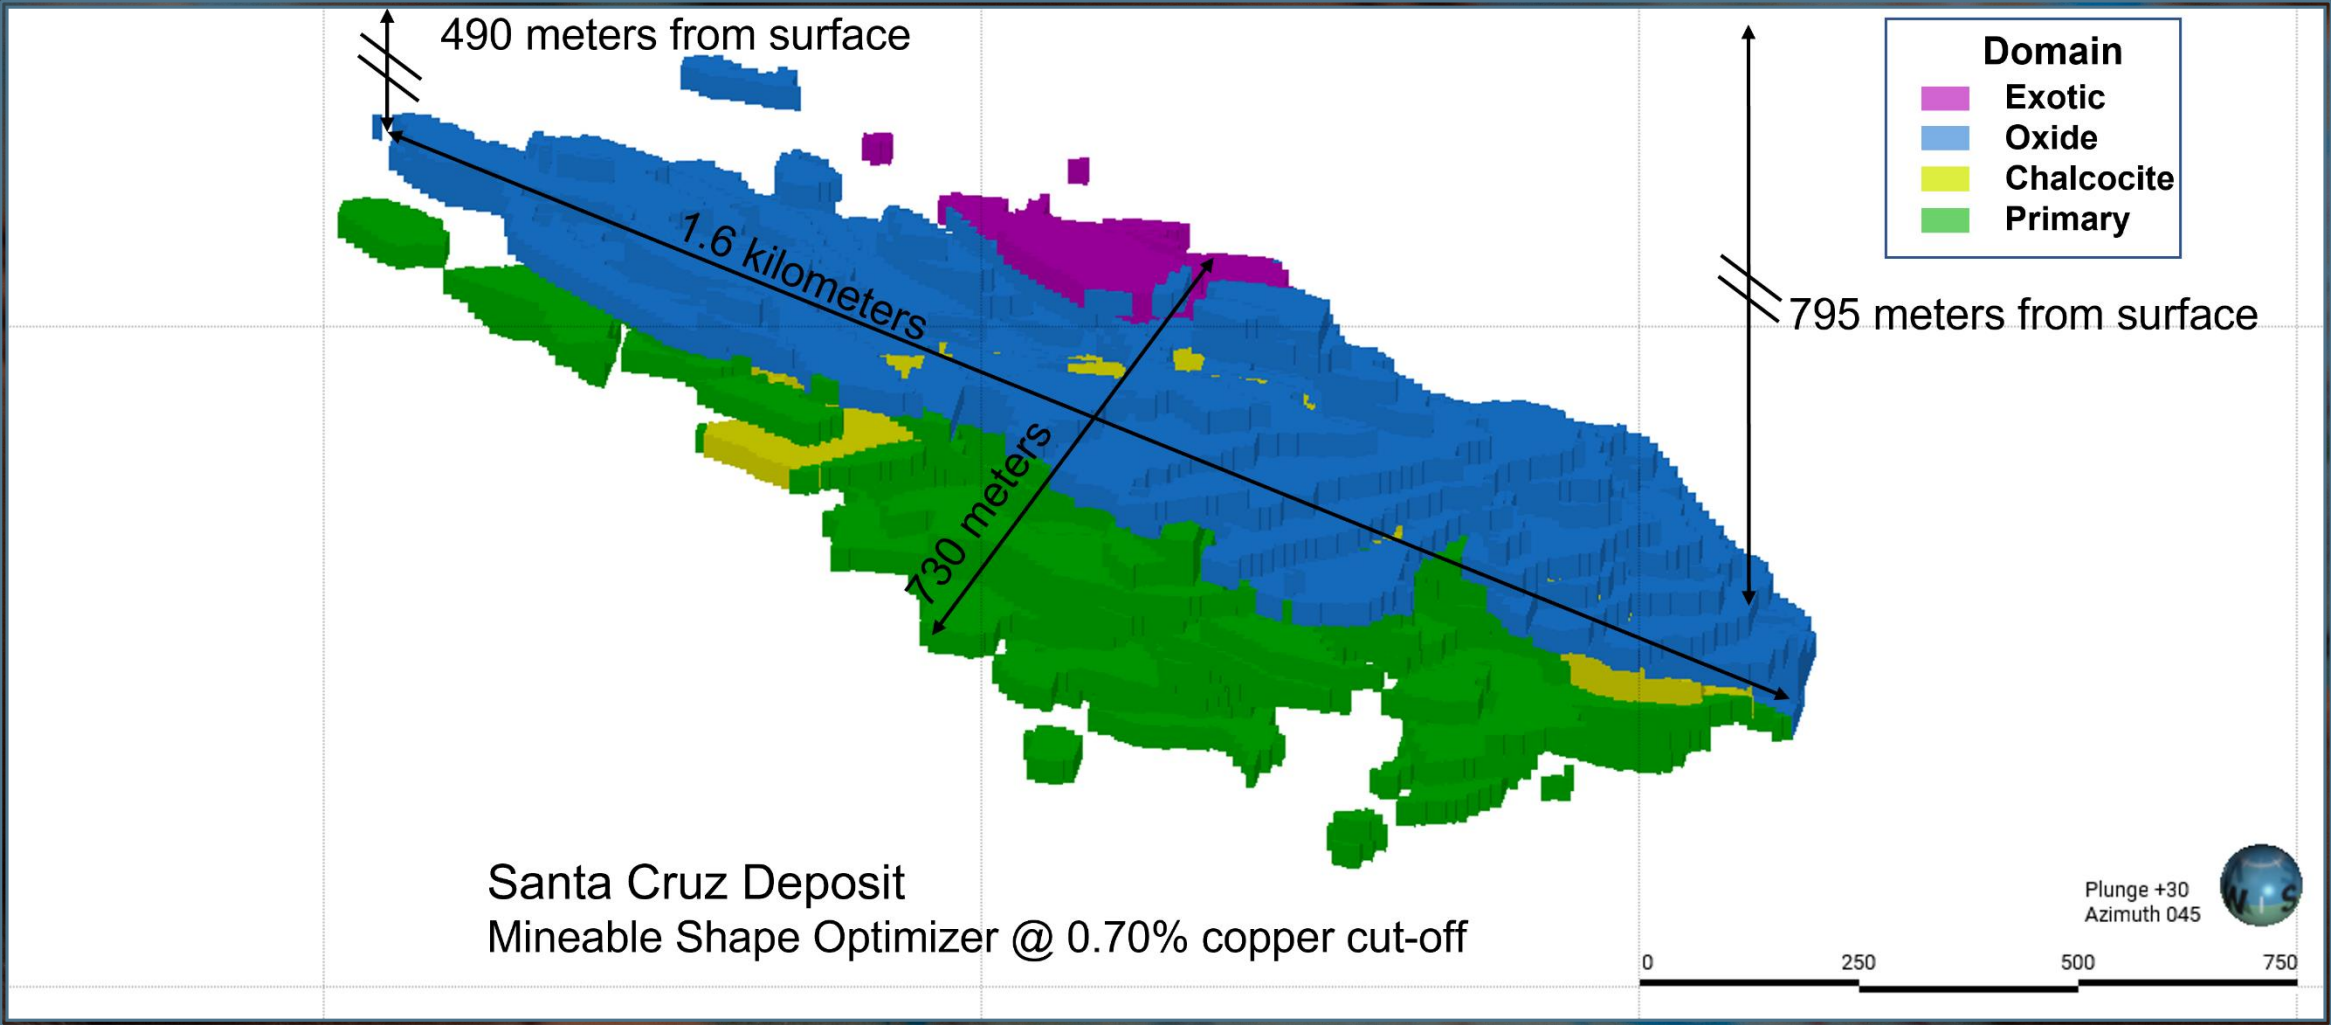 490 meters from surface
Domain
Exotic
Oxide
Chalcocite
Primary
1.6 kilometers
795 meters from surface
730 meters
Santa Cruz Deposit
Mineable Shape Optimizer @ 0.70% copper cut-off
Plunge +30
Azimuth 045
W S
0 250 500 750